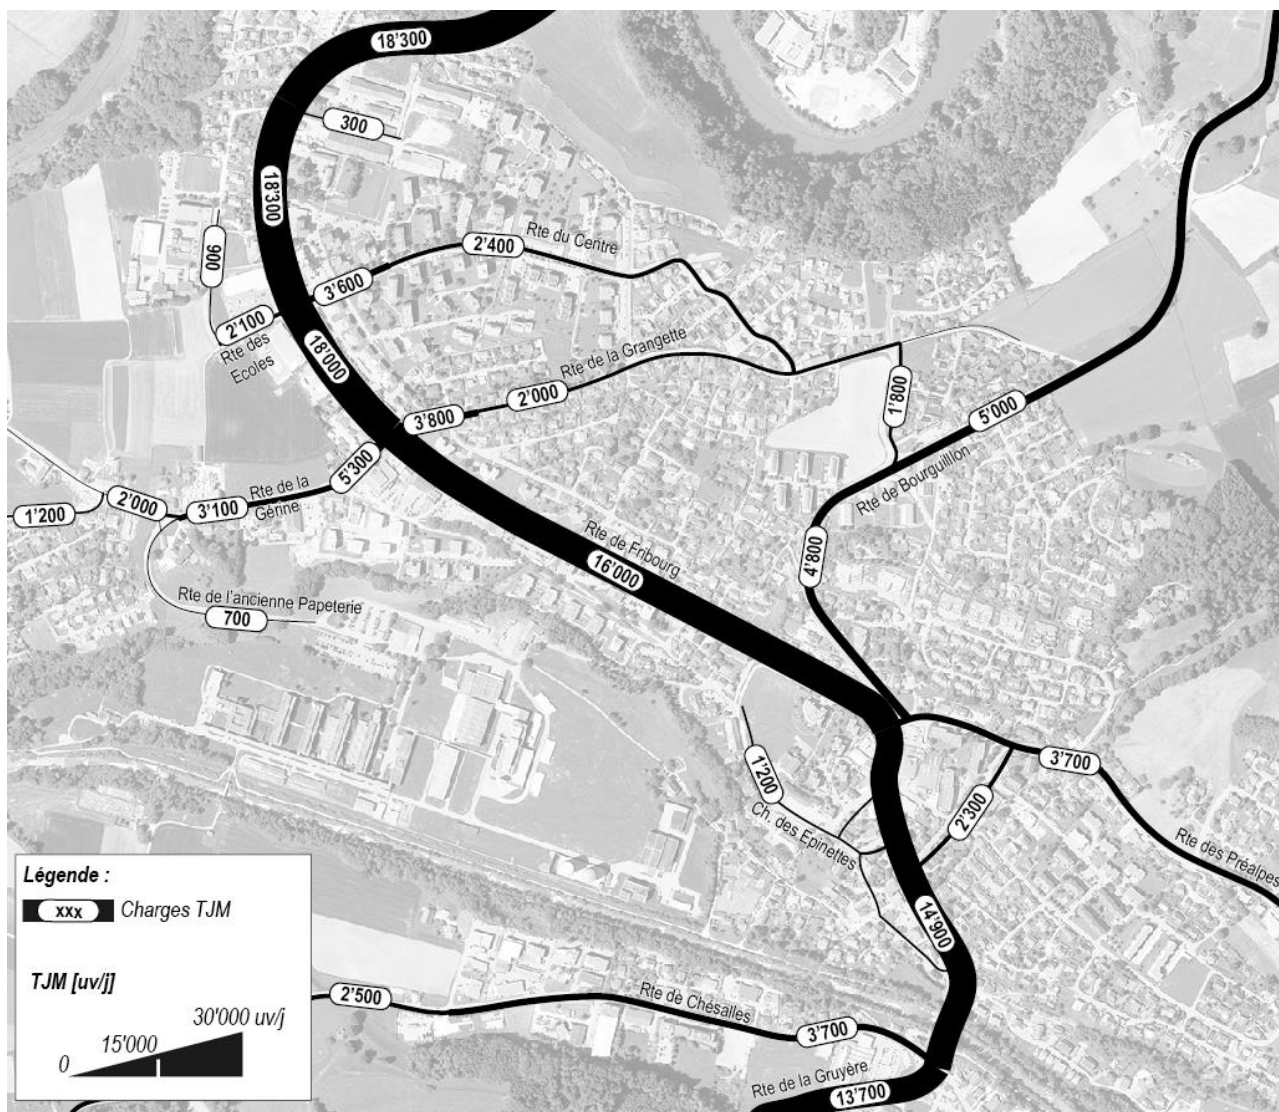 18'300
300
18'300
900
Rte du Centre
2'400
3'600
2'100
Rte des
Ecoles
18'000
Rte de la Grangette
2'000
3'800
1'800
5'000
Rte de Bourguilllon
5'300
Rte de la
Gérine
3'100
2'000
1'200
Rte de Fribourg
16'000
4'800
Rte de l'ancienne Papeterie
700
3'700
1'200
2'300
Ch. des Epinettes
Rte des Préalpes
14'900
Légende :
xxx Charges TJM
TJM [uv/j]
30'000 uv/j
15'000
0
2'500
Rte de Chésalles
3'700
Rte de la Gruyère
13'700